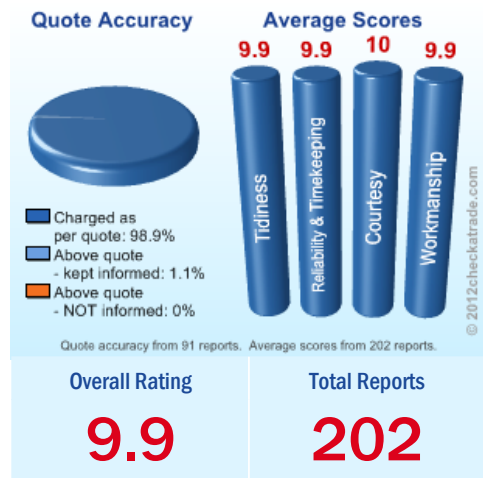 Quote Accuracy
Average Scores
9.9
9.9
10
9.9
Tidiness
Reliability & Timekeeping
Courtesy
Workmanship
Charged as
per quote: 98.9%
Above quote
- kept informed: 1.1%
Above quote
- NOT informed: 0%
© 2012checkatrade.com
Quote accuracy from 91 reports. Average scores from 202 reports.
Overall Rating
9.9
Total Reports
202